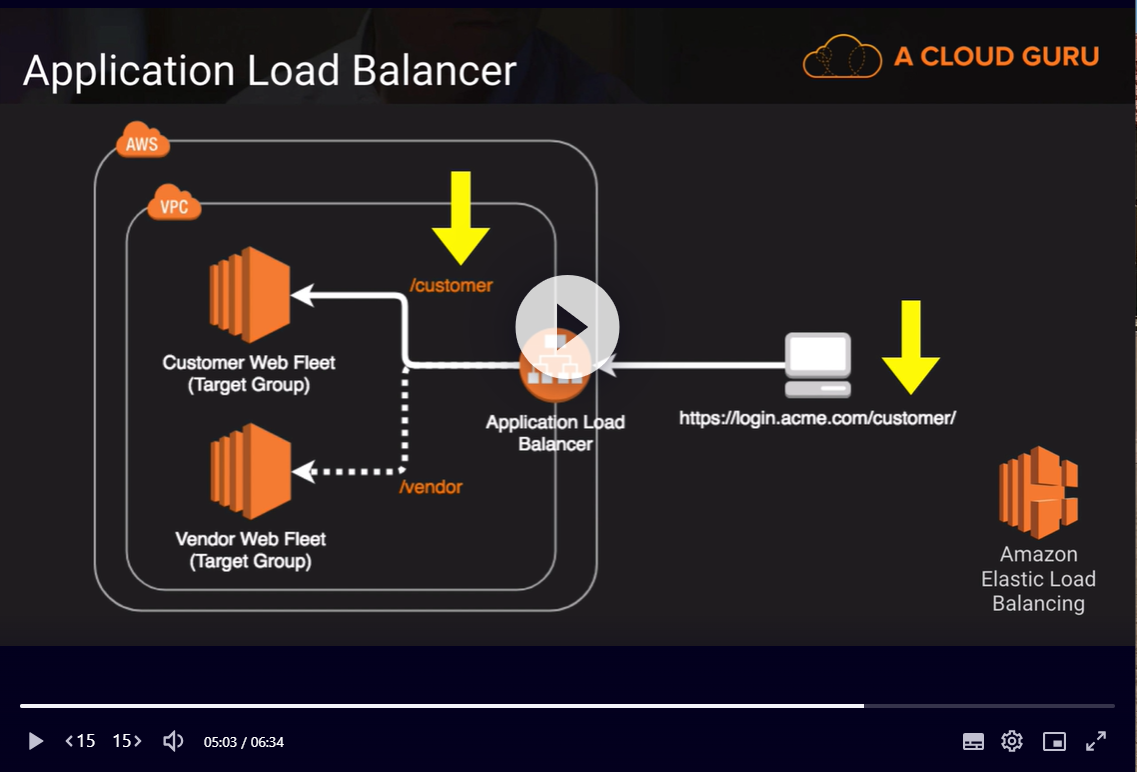 Application Load Balancer
A CLOUD GURU
AWS
VPC
/customer
Customer Web Fleet
(Target Group)
Application Load
Balancer
https://login.acme.com/customer/
/vendor
Vendor Web Fleet
(Target Group)
Amazon
Elastic Load
Balancing
<15
15>
05:03 / 06:34